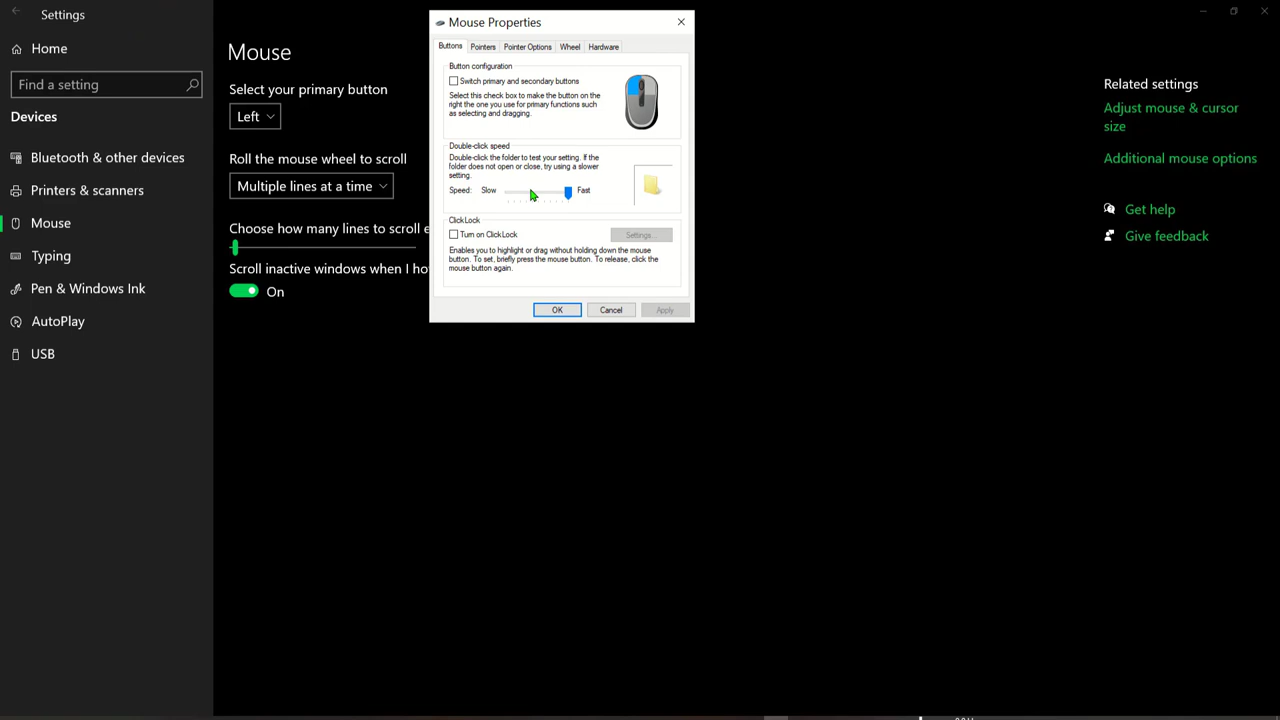 Settings
Home
Find a setting
Devices
Bluetooth & other devices
Printers & scanners
Mouse
Typing
Pen & Windows Ink
AutoPlay
USB
Mouse
Select your primary button
Left
Roll the mouse wheel to scroll
Multiple lines at a time
Choose how many lines to scroll e
Scroll inactive windows when I ho
On
Mouse Properties
Buttons Pointers Pointer Options Wheel Hardware
Button configuration
Switch primary and secondary buttons
Select this check box to make the button on the
right the one you use for primary functions such
as selecting and dragging.
Double-click speed
Double-click the folder to test your setting. If the
folder does not open or close, try using a slower
setting.
Speed: Slow Fast
ClickLock
Turn on ClickLock
Settings...
Enables you to highlight or drag without holding down the mouse
button. To set, briefly press the mouse button. To release, click the
mouse button again.
OK Cancel Apply
Related settings
Adjust mouse & cursor
size
Additional mouse options
Get help
Give feedback